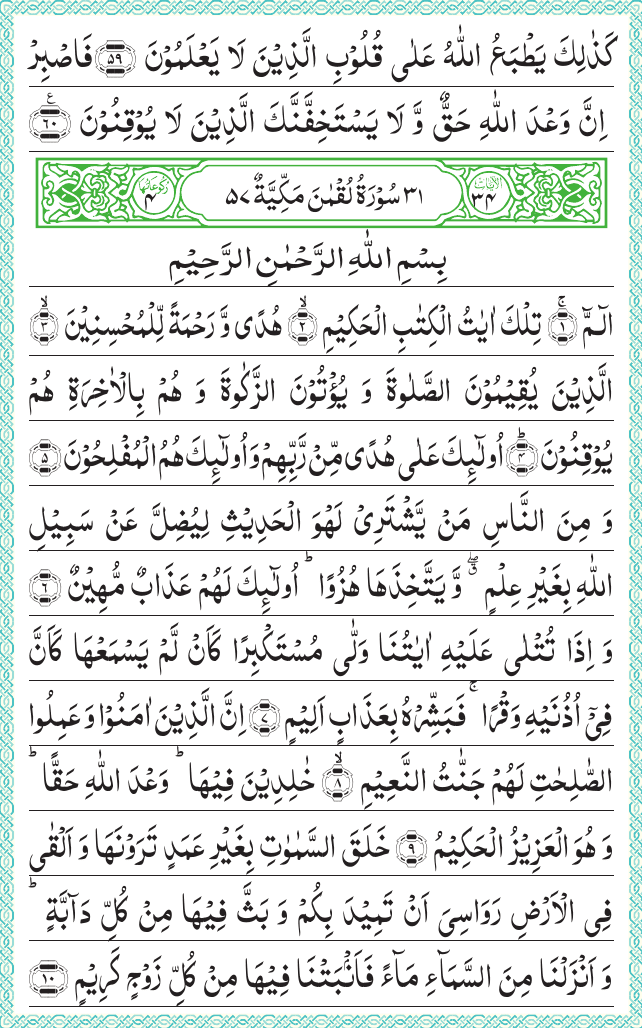 كَذٰلِكَ يَطْبَعُ اللّٰهُ عَلٰى قُلُوْبِ الَّذِيْنَ لَا يَعْلَمُوْنَ ﴿۵۹﴾ فَاصْبِرْ
اِنَّ وَعْدَ اللّٰهِ حَقٌّ وَّ لَا يَسْتَخِفَّنَّكَ الَّذِيْنَ لَا يُوْقِنُوْنَ ﴿۶۰﴾ ع
اٰیَاتُهَا ۳۴ ۳۱ سُوْرَةُ لُقْمٰنَ مَكِّيَّةٌ ۵۷ رُكُوْعَاتُهَا ۴
بِسْمِ اللّٰهِ الرَّحْمٰنِ الرَّحِيْمِ
الٓمّٓ ۚ﴿۱﴾ تِلْكَ اٰيٰتُ الْكِتٰبِ الْحَكِيْمِ ۙ﴿۲﴾ هُدًى وَّ رَحْمَةً لِّلْمُحْسِنِيْنَ ۙ﴿۳﴾
الَّذِيْنَ يُقِيْمُوْنَ الصَّلٰوةَ وَ يُؤْتُوْنَ الزَّكٰوةَ وَ هُمْ بِالْاٰخِرَةِ هُمْ
يُوْقِنُوْنَ ؕ﴿۴﴾ اُولٰٓئِكَ عَلٰى هُدًى مِّنْ رَّبِّهِمْ وَ اُولٰٓئِكَ هُمُ الْمُفْلِحُوْنَ ﴿۵﴾
وَ مِنَ النَّاسِ مَنْ يَّشْتَرِيْ لَهْوَ الْحَدِيْثِ لِيُضِلَّ عَنْ سَبِيْلِ
اللّٰهِ بِغَيْرِ عِلْمٍ ۖۗ وَّ يَتَّخِذَهَا هُزُوًا ؕ اُولٰٓئِكَ لَهُمْ عَذَابٌ مُّهِيْنٌ ﴿۶﴾
وَ اِذَا تُتْلٰى عَلَيْهِ اٰيٰتُنَا وَلّٰى مُسْتَكْبِرًا كَاَنْ لَّمْ يَسْمَعْهَا كَاَنَّ
فِيْۤ اُذُنَيْهِ وَقْرًا ۚ فَبَشِّرْهُ بِعَذَابٍ اَلِيْمٍ ﴿۷﴾ اِنَّ الَّذِيْنَ اٰمَنُوْا وَ عَمِلُوا
الصّٰلِحٰتِ لَهُمْ جَنّٰتُ النَّعِيْمِ ۙ﴿۸﴾ خٰلِدِيْنَ فِيْهَا ؕ وَعْدَ اللّٰهِ حَقًّا ؕ
وَ هُوَ الْعَزِيْزُ الْحَكِيْمُ ﴿۹﴾ خَلَقَ السَّمٰوٰتِ بِغَيْرِ عَمَدٍ تَرَوْنَهَا وَ اَلْقٰى
فِي الْاَرْضِ رَوَاسِيَ اَنْ تَمِيْدَ بِكُمْ وَ بَثَّ فِيْهَا مِنْ كُلِّ دَآبَّةٍ ؕ
وَ اَنْزَلْنَا مِنَ السَّمَآءِ مَآءً فَاَنْۢبَتْنَا فِيْهَا مِنْ كُلِّ زَوْجٍ كَرِيْمٍ ﴿۱۰﴾